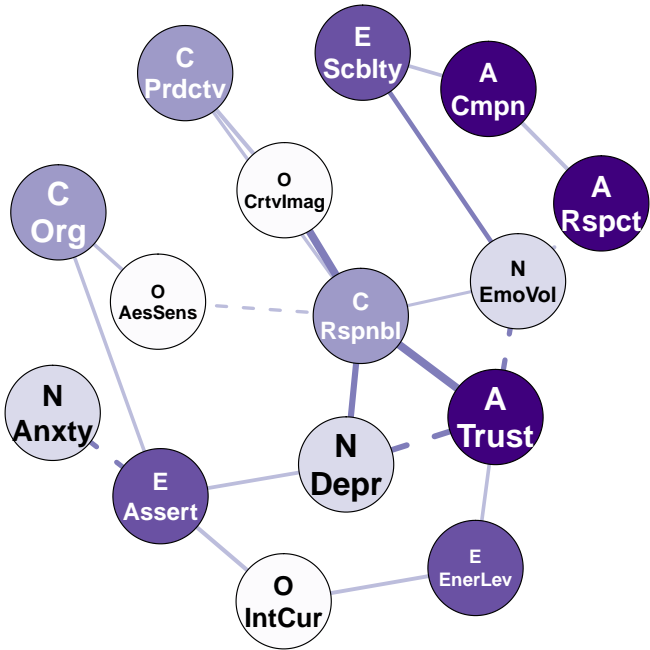 E
Scblty
C
Prdctv
A
Cmpn
O
CrtvImag
A
Rspct
C
Org
N
EmoVol
O
AesSens
C
Rspnbl
N
Anxty
A
Trust
N
Depr
E
Assert
E
EnerLev
O
IntCur